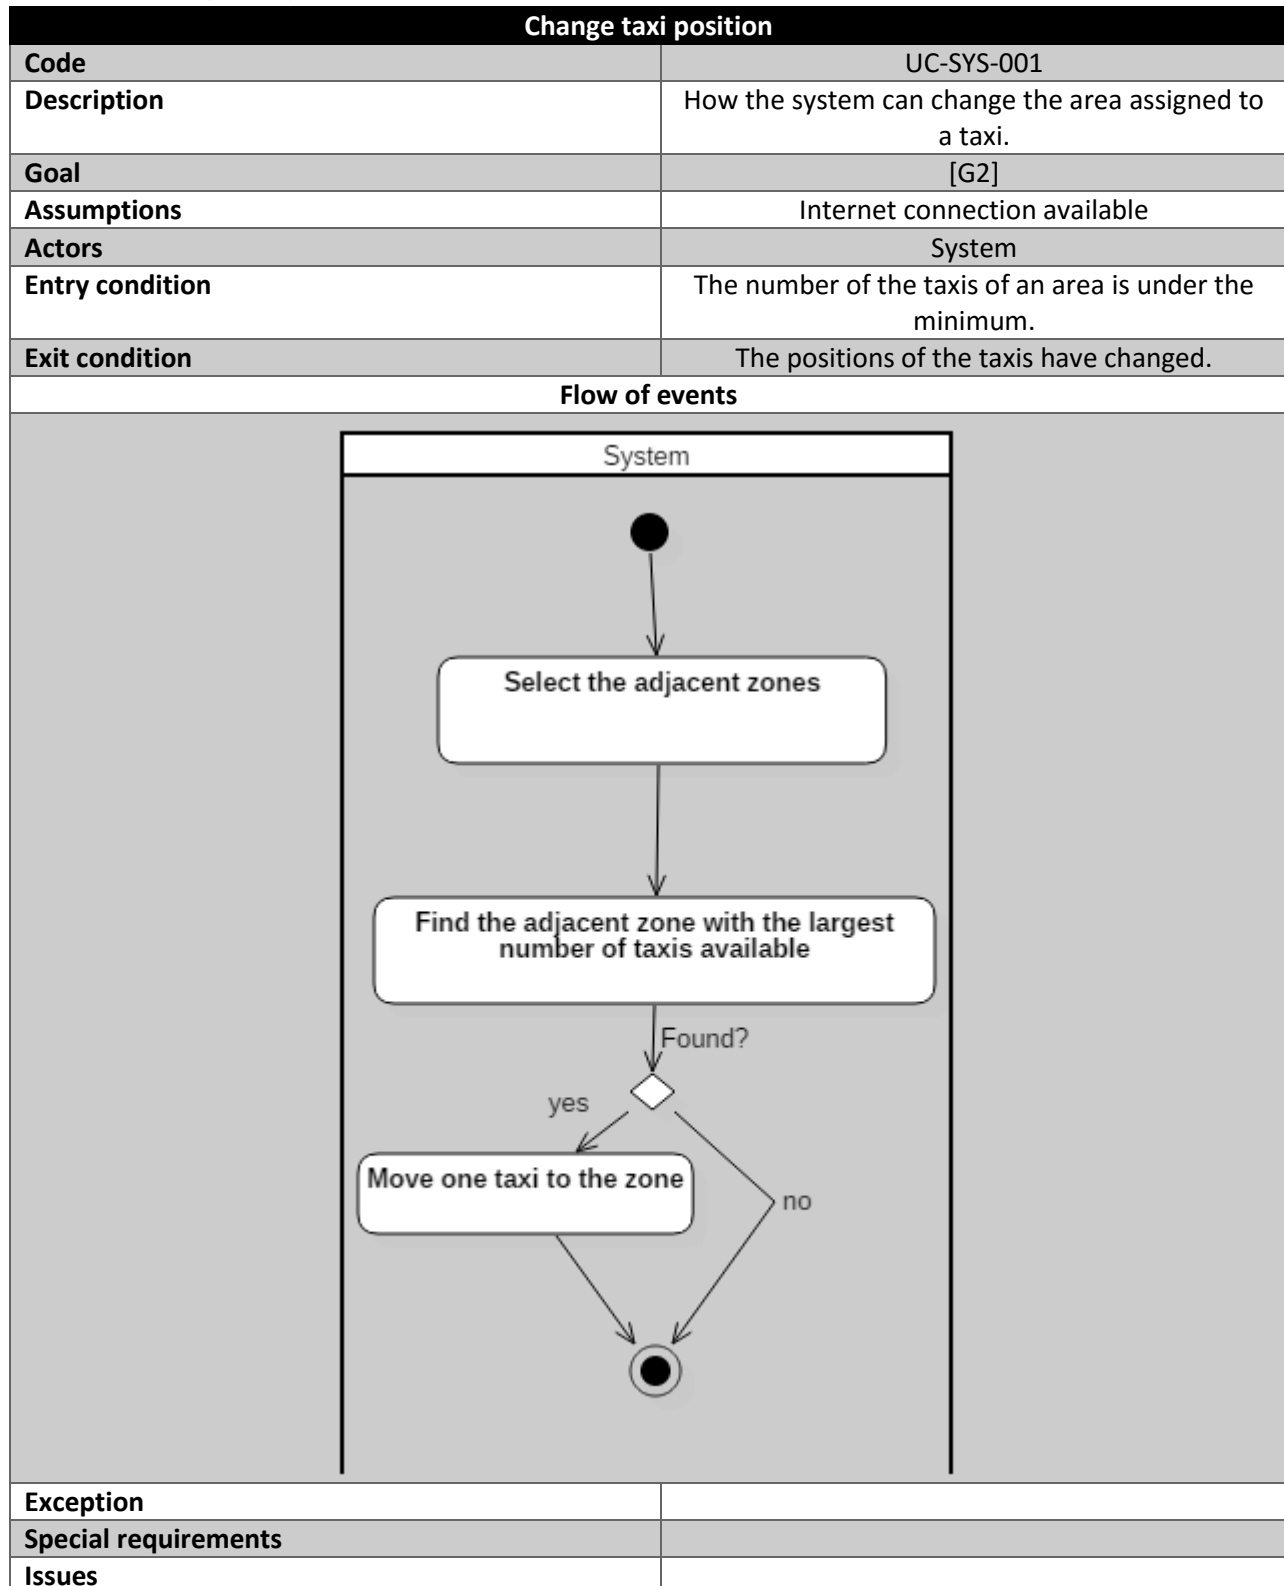 Change taxi position
Code
UC-SYS-001
Description
How the system can change the area assigned to
a taxi.
Goal
[G2]
Assumptions
Internet connection available
Actors
System
Entry condition
The number of the taxis of an area is under the
minimum.
Exit condition
The positions of the taxis have changed.
Flow of events
System
Select the adjacent zones
Find the adjacent zone with the largest
number of taxis available
Found?
yes
Move one taxi to the zone
no
Exception
Special requirements
Issues